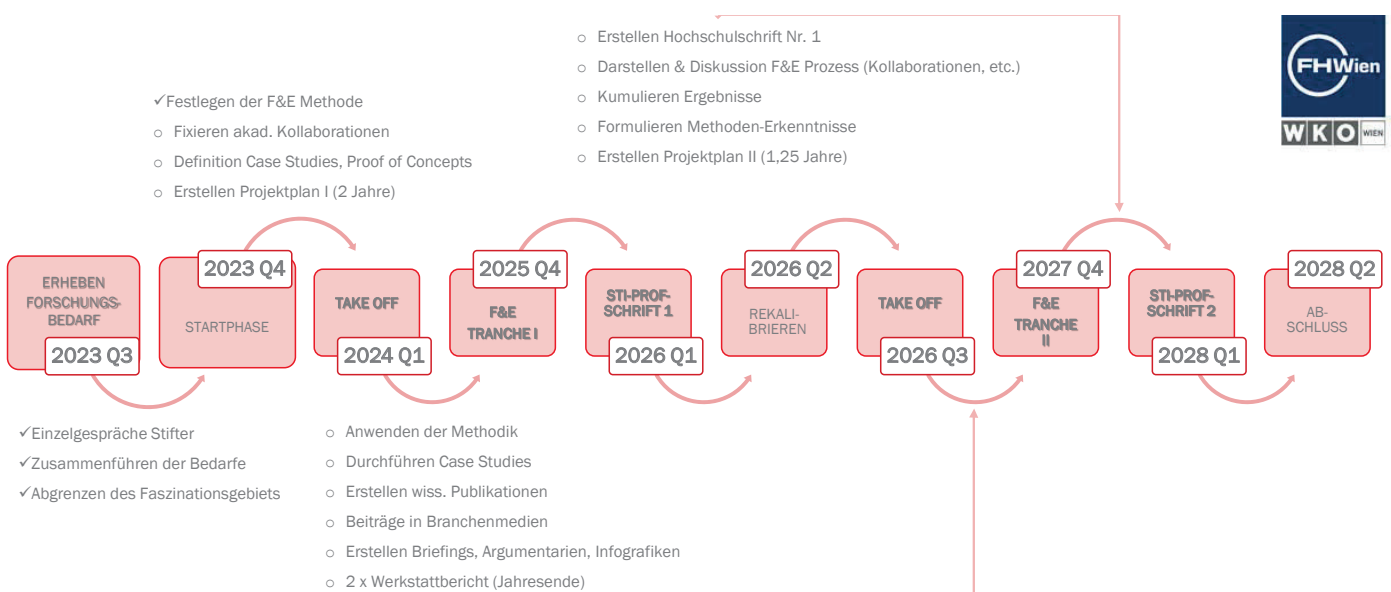 o Erstellen Hochschulschrift Nr. 1
o Darstellen & Diskussion F&E Prozess (Kollaborationen, etc.)
o Kumulieren Ergebnisse
o Formulieren Methoden-Erkenntnisse
o Erstellen Projektplan II (1,25 Jahre)
FHWien
WKO WIEN
✓Festlegen der F&E Methode
o Fixieren akad. Kollaborationen
o Definition Case Studies, Proof of Concepts
o Erstellen Projektplan I (2 Jahre)
ERHEBEN
FORSCHUNGS-
BEDARF
2023 Q3
2023 Q4
STARTPHASE
TAKE OFF
2024 Q1
2025 Q4
F&E
TRANCHE I
STI-PROF-
SCHRIFT 1
2026 Q1
2026 Q2
REKALI-
BRIEREN
TAKE OFF
2026 Q3
2027 Q4
F&E
TRANCHE
II
STI-PROF-
SCHRIFT 2
2028 Q1
2028 Q2
AB-
SCHLUSS
✓Einzelgespräche Stifter
✓Zusammenführen der Bedarfe
✓Abgrenzen des Faszinationsgebiets
o Anwenden der Methodik
o Durchführen Case Studies
o Erstellen wiss. Publikationen
o Beiträge in Branchenmedien
o Erstellen Briefings, Argumentarien, Infografiken
o 2 x Werkstattbericht (Jahresende)